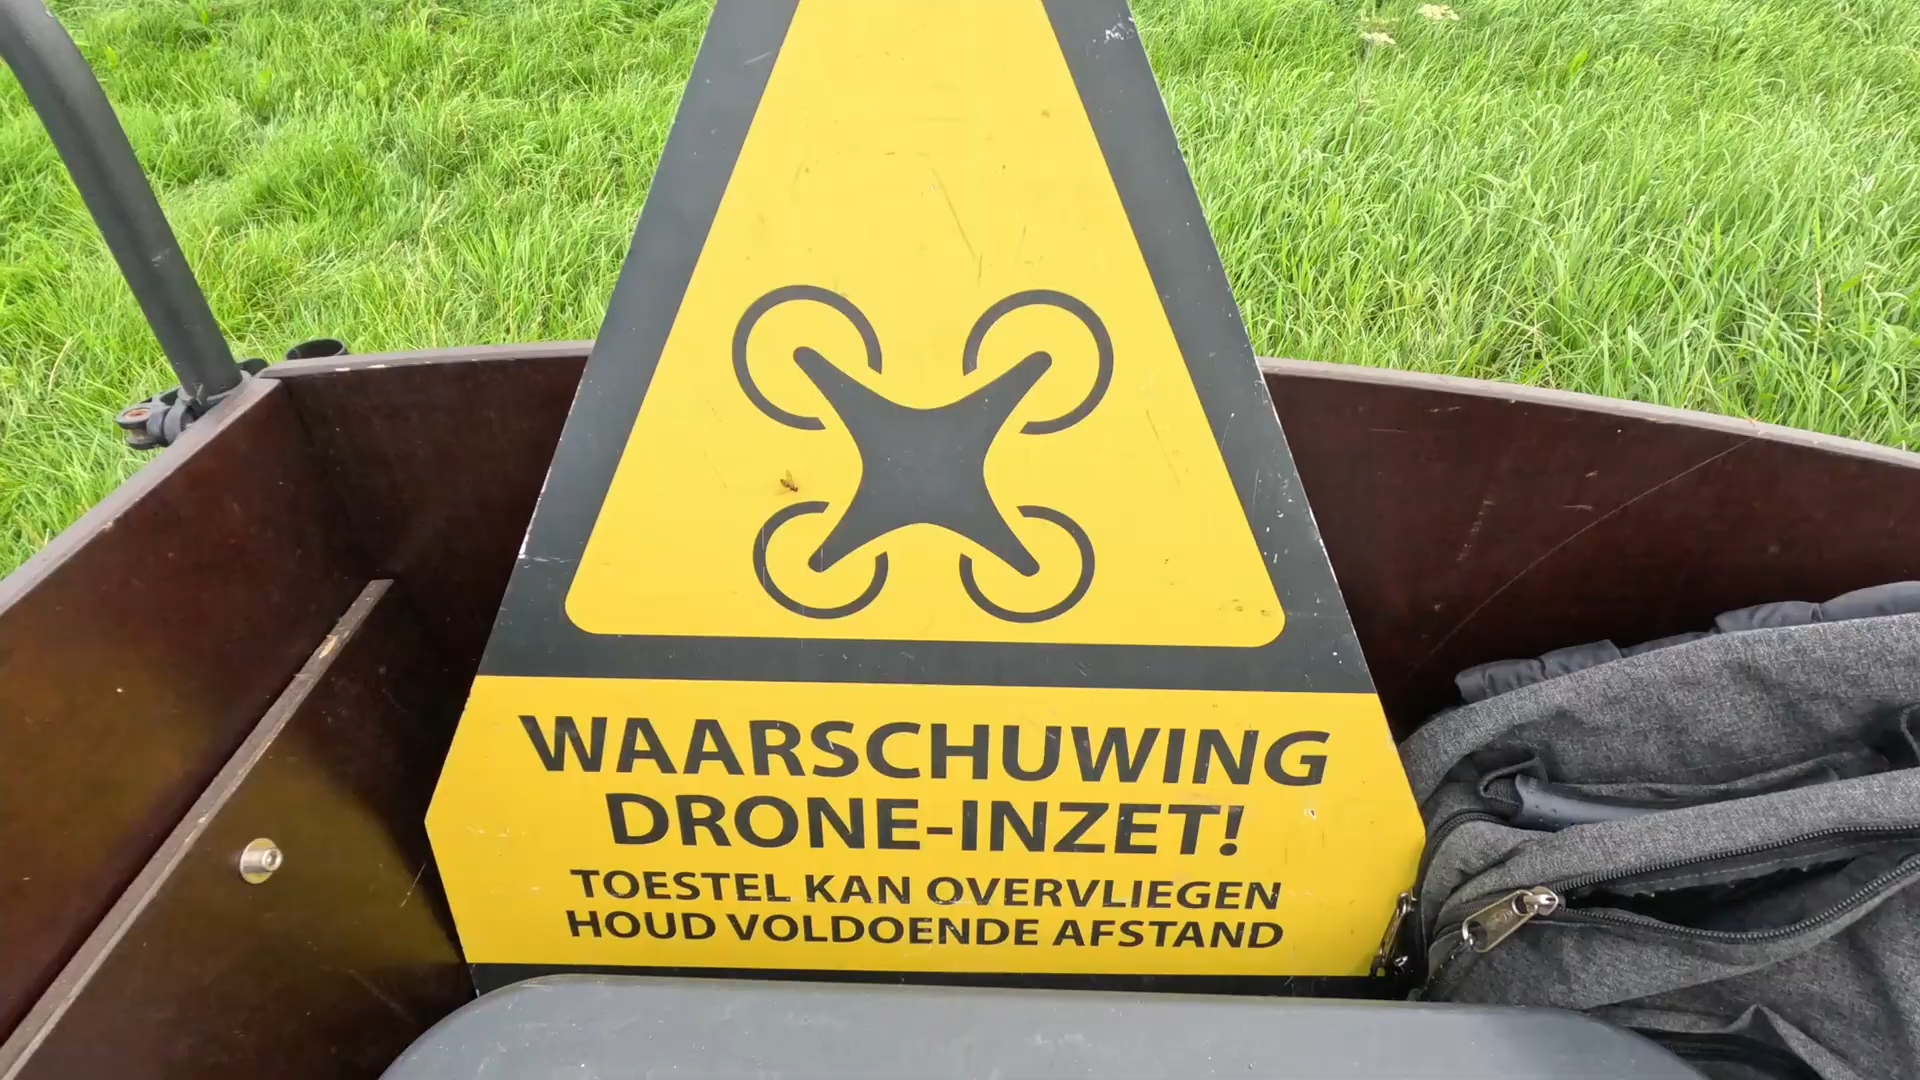 WAARSCHUWING
DRONE-INZET!
TOESTEL KAN OVERVLIEGEN
HOUD VOLDOENDE AFSTAND